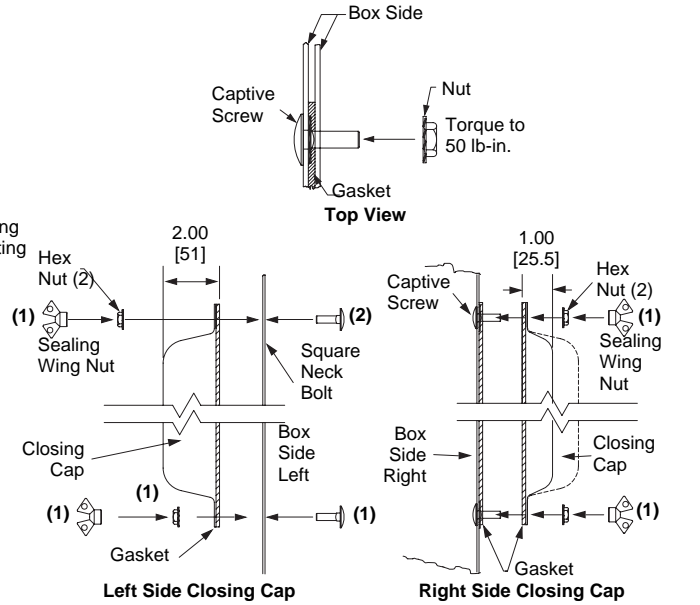 Box Side
Captive
Screw
Nut
Torque to
50 lb-in.
Gasket
Top View
2.00
[51]
Hex
Nut (2)
(1)
Sealing
Wing Nut
(2)
Square
Neck
Bolt
Closing
Cap
Box
Side
Left
(1)
(1)
(1)
Gasket
Left Side Closing Cap
1.00
[25.5]
Captive
Screw
Hex
Nut (2)
(1)
Sealing
Wing
Nut
Box
Side
Right
Closing
Cap
(1)
Gasket
Right Side Closing Cap